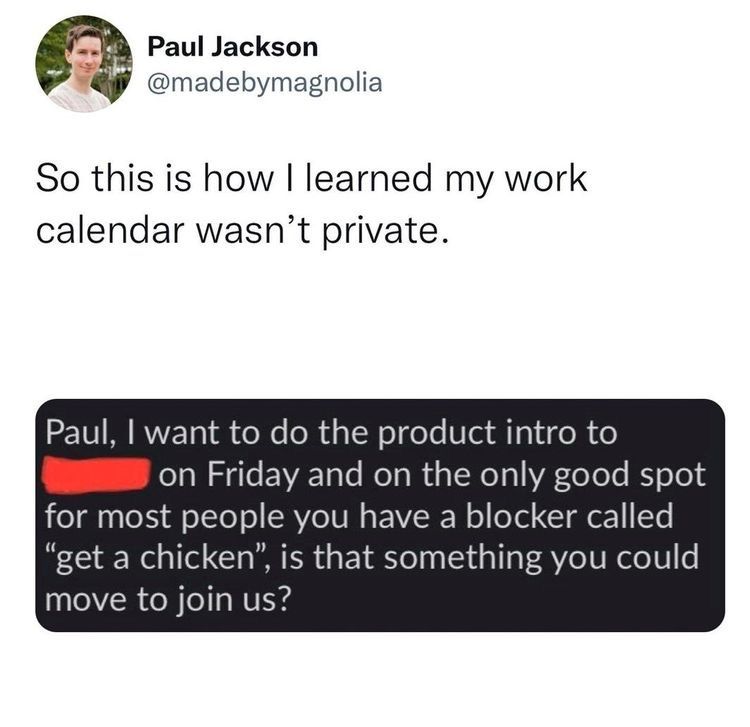 Paul Jackson
@madebymagnolia
So this is how I learned my work
calendar wasn’t private.
Paul, I want to do the product intro to
on Friday and on the only good spot
for most people you have a blocker called
“get a chicken”, is that something you could
move to join us?